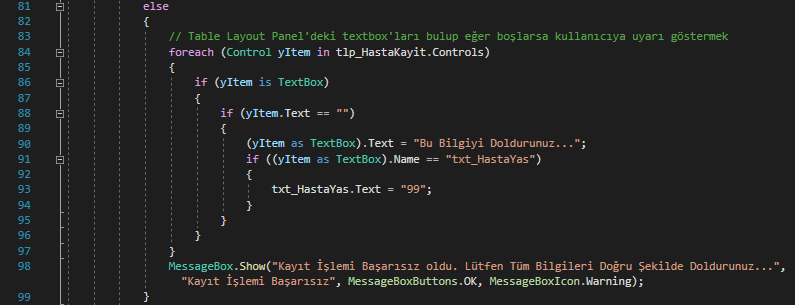 81 else
82 {
83 // Table Layout Panel'deki textbox'ları bulup eğer boşlarsa kullanıcıya uyarı göstermek
84 foreach (Control yItem in tlp_HastaKayit.Controls)
85 {
86 if (yItem is TextBox)
87 {
88 if (yItem.Text == "")
89 {
90 (yItem as TextBox).Text = "Bu Bilgiyi Doldurunuz...";
91 if ((yItem as TextBox).Name == "txt_HastaYas")
92 {
93 txt_HastaYas.Text = "99";
94 }
95 }
96 }
97 }
98 MessageBox.Show("Kayıt İşlemi Başarısız oldu. Lütfen Tüm Bilgileri Doğru Şekilde Doldurunuz...",
"Kayıt İşlemi Başarısız", MessageBoxButtons.OK, MessageBoxIcon.Warning);
99 }